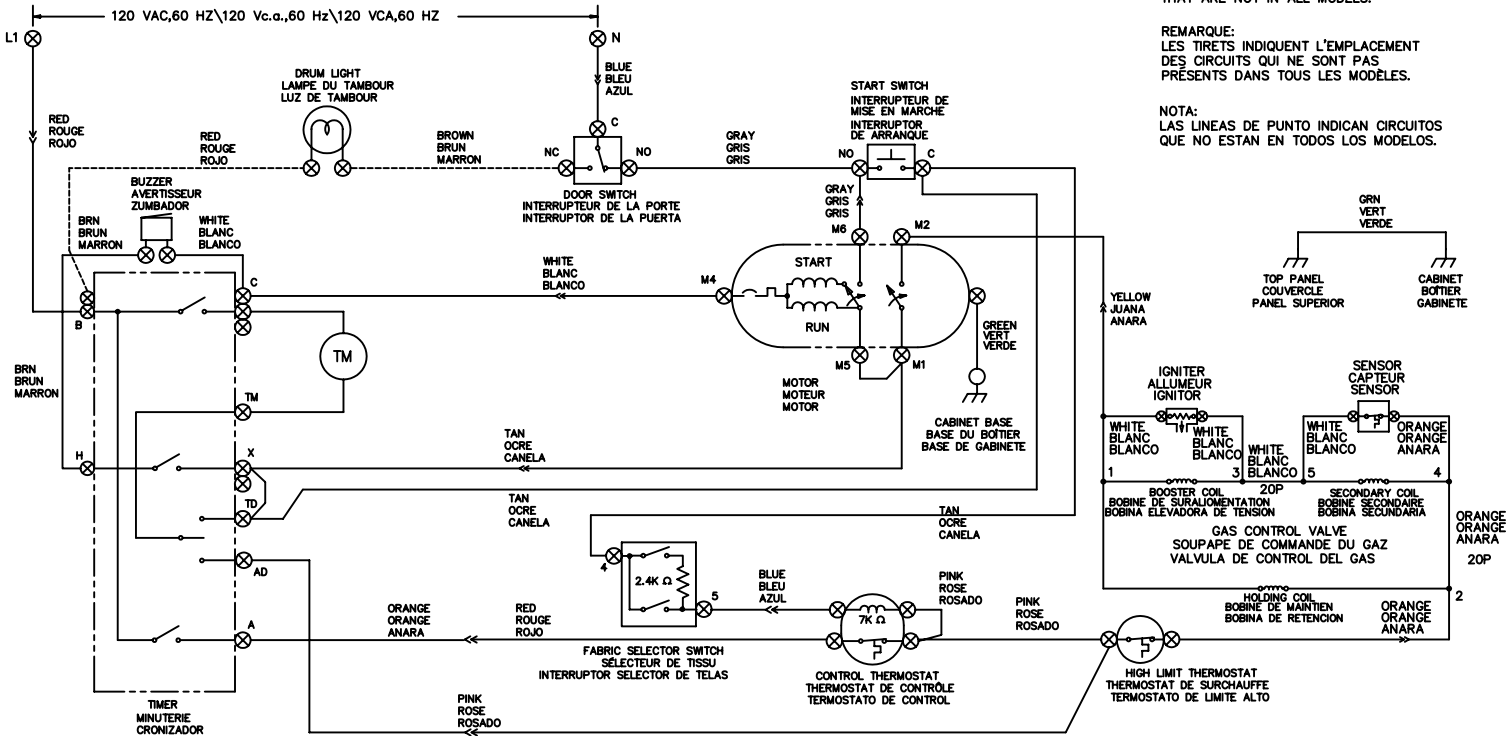 120 VAC,60 HZ\120 Vc.a.,60 Hz\120 VCA,60 HZ
L1
N
THAT ARE NOT IN ALL MODELS.
REMARQUE:
LES TIRETS INDIQUENT L'EMPLACEMENT
DES CIRCUITS QUI NE SONT PAS
PRÉSENTS DANS TOUS LES MODÈLES.
NOTA:
LAS LINEAS DE PUNTO INDICAN CIRCUITOS
QUE NO ESTAN EN TODOS LOS MODELOS.
RED
ROUGE
ROJO
DRUM LIGHT
LAMPE DU TAMBOUR
LUZ DE TAMBOUR
BLUE
BLEU
AZUL
RED
ROUGE
ROJO
BROWN
BRUN
MARRON
C
NC
NO
DOOR SWITCH
INTERRUPTEUR DE LA PORTE
INTERRUPTOR DE LA PUERTA
GRAY
GRIS
GRIS
START SWITCH
INTERRUPTEUR DE
MISE EN MARCHE
INTERRUPTOR
DE ARRANQUE
NO
C
GRAY
GRIS
GRIS
M6
M2
BUZZER
AVERTISSEUR
ZUMBADOR
BRN
BRUN
MARRON
WHITE
BLANC
BLANCO
GRN
VERT
VERDE
TOP PANEL
COUVERCLE
PANEL SUPERIOR
CABINET
BOÎTIER
GABINETE
C
B
WHITE
BLANC
BLANCO
M4
START
RUN
M5
M1
MOTOR
MOTEUR
MOTOR
GREEN
VERT
VERDE
CABINET BASE
BASE DU BOÎTIER
BASE DE GABINETE
YELLOW
JUANA
ANARA
TM
TM
BRN
BRUN
MARRON
H
X
TD
AD
A
TAN
OCRE
CANELA
TAN
OCRE
CANELA
TAN
OCRE
CANELA
IGNITER
ALLUMEUR
IGNITOR
SENSOR
CAPTEUR
SENSOR
WHITE
BLANC
BLANCO
WHITE
BLANC
BLANCO
WHITE
BLANC
BLANCO
WHITE
BLANC
BLANCO
ORANGE
ORANGE
ANARA
1
3
5
4
20P
BOOSTER COIL
BOBINE DE SURALIOMENTATION
BOBINA ELEVADORA DE TENSION
SECONDARY COIL
BOBINE SECONDAIRE
BOBINA SECUNDARIA
GAS CONTROL VALVE
SOUPAPE DE COMMANDE DU GAZ
VALVULA DE CONTROL DEL GAS
ORANGE
ORANGE
ANARA
20P
HOLDING COIL
BOBINE DE MAINTIEN
BOBINA DE RETENCION
2
ORANGE
ORANGE
ANARA
4
2.4K Ω
5
FABRIC SELECTOR SWITCH
SÉLECTEUR DE TISSU
INTERRUPTOR SELECTOR DE TELAS
BLUE
BLEU
AZUL
PINK
ROSE
ROSADO
PINK
ROSE
ROSADO
7K Ω
CONTROL THERMOSTAT
THERMOSTAT DE CONTRÔLE
TERMOSTATO DE CONTROL
HIGH LIMIT THERMOSTAT
THERMOSTAT DE SURCHAUFFE
TERMOSTATO DE LIMITE ALTO
ORANGE
ORANGE
ANARA
RED
ROUGE
ROJO
PINK
ROSE
ROSADO
TIMER
MINUTERIE
CRONIZADOR